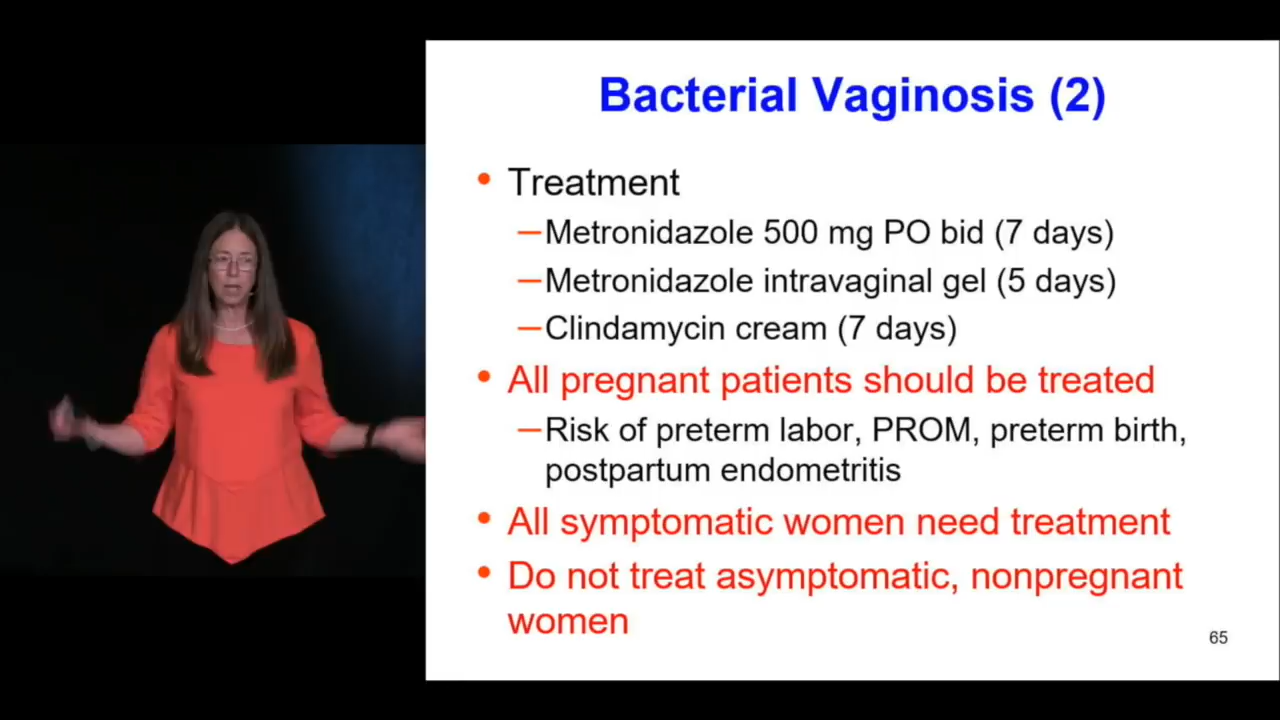 Bacterial Vaginosis (2)
• Treatment
–Metronidazole 500 mg PO bid (7 days)
–Metronidazole intravaginal gel (5 days)
–Clindamycin cream (7 days)
• All pregnant patients should be treated
–Risk of preterm labor, PROM, preterm birth,
postpartum endometritis
• All symptomatic women need treatment
• Do not treat asymptomatic, nonpregnant
women
65